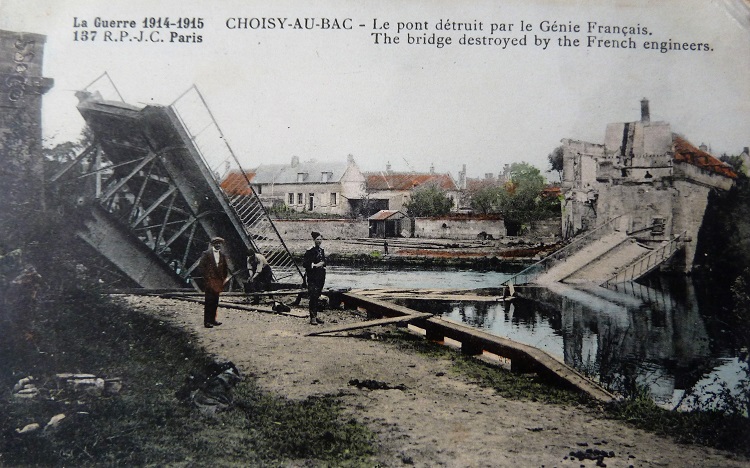 La Guerre 1914-1915
137 R.P.-J.C. Paris
CHOISY-AU-BAC - Le pont détruit par le Génie Français.
The bridge destroyed by the French engineers.